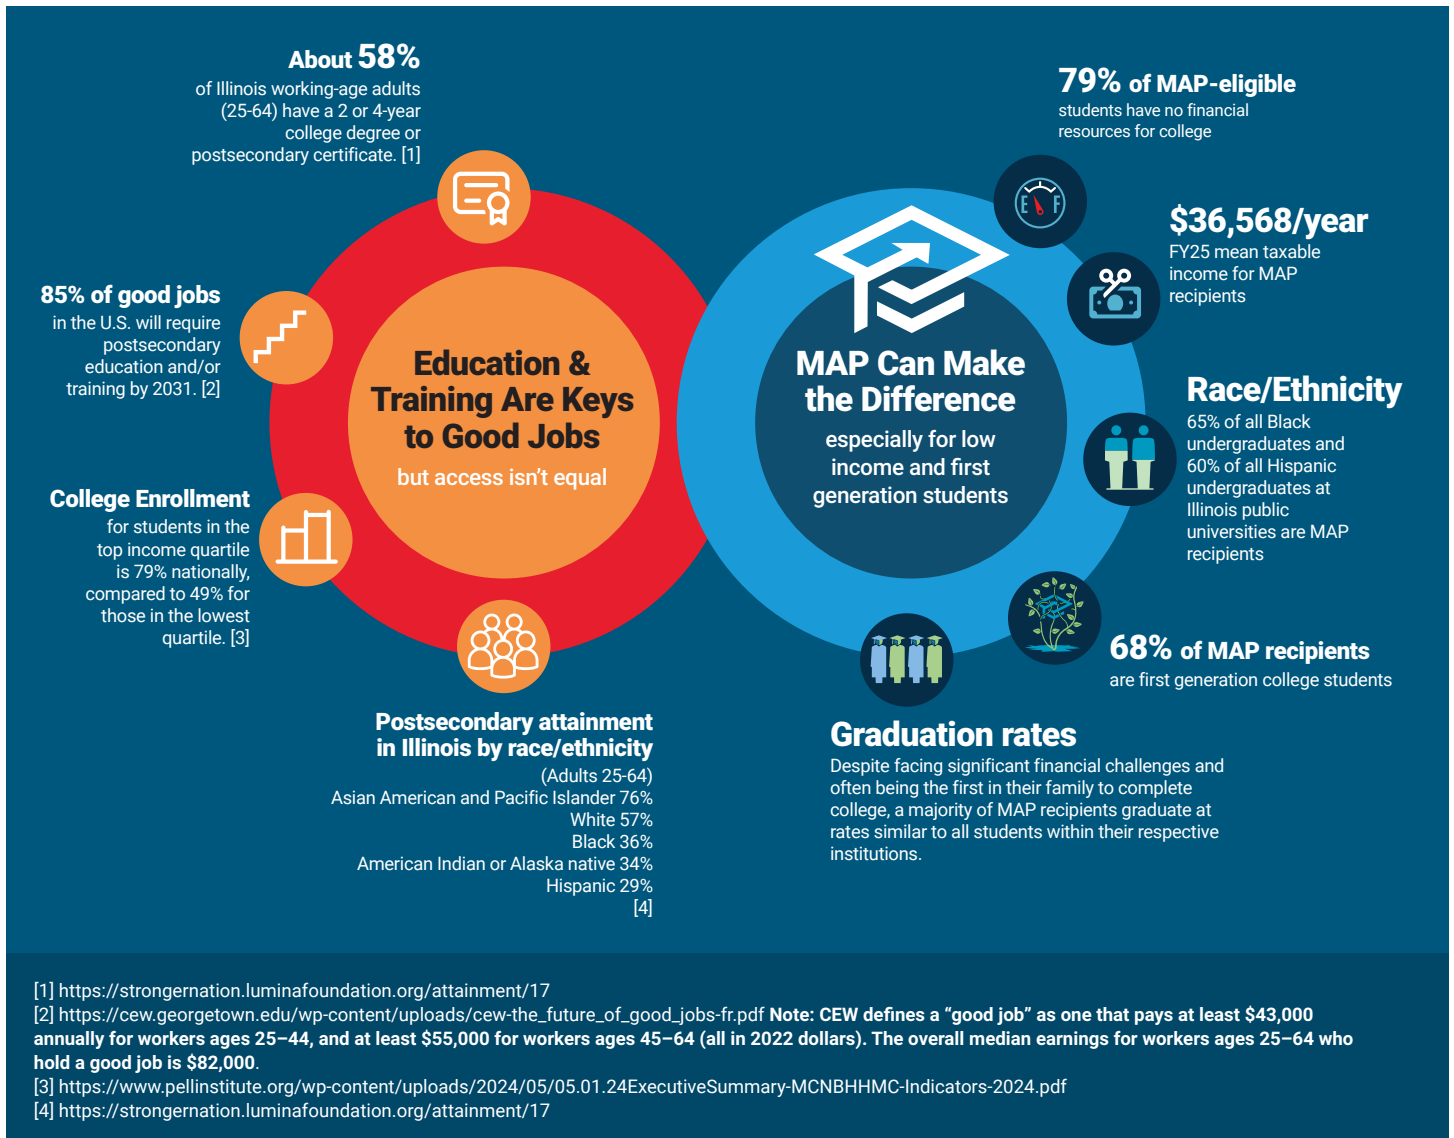 About 58%
of Illinois working-age adults
(25-64) have a 2 or 4-year
college degree or
postsecondary certificate. [1]
85% of good jobs
in the U.S. will require
postsecondary
education and/or
training by 2031. [2]
College Enrollment
for students in the
top income quartile
is 79% nationally,
compared to 49% for
those in the lowest
quartile. [3]
Education &
Training Are Keys
to Good Jobs
but access isn’t equal
Postsecondary attainment
in Illinois by race/ethnicity
(Adults 25-64)
Asian American and Pacific Islander 76%
White 57%
Black 36%
American Indian or Alaska native 34%
Hispanic 29%
[4]
MAP Can Make
the Difference
especially for low
income and first
generation students
79% of MAP-eligible
students have no financial
resources for college
E F
$36,568/year
FY25 mean taxable
income for MAP
recipients
Race/Ethnicity
65% of all Black
undergraduates and
60% of all Hispanic
undergraduates at
Illinois public
universities are MAP
recipients
68% of MAP recipients
are first generation college students
Graduation rates
Despite facing significant financial challenges and
often being the first in their family to complete
college, a majority of MAP recipients graduate at
rates similar to all students within their respective
institutions.
[1] https://strongernation.luminafoundation.org/attainment/17
[2] https://cew.georgetown.edu/wp-content/uploads/cew-the_future_of_good_jobs-fr.pdf Note: CEW defines a “good job” as one that pays at least $43,000
annually for workers ages 25–44, and at least $55,000 for workers ages 45–64 (all in 2022 dollars). The overall median earnings for workers ages 25–64 who
hold a good job is $82,000.
[3] https://www.pellinstitute.org/wp-content/uploads/2024/05/05.01.24ExecutiveSummary-MCNBHHMC-Indicators-2024.pdf
[4] https://strongernation.luminafoundation.org/attainment/17